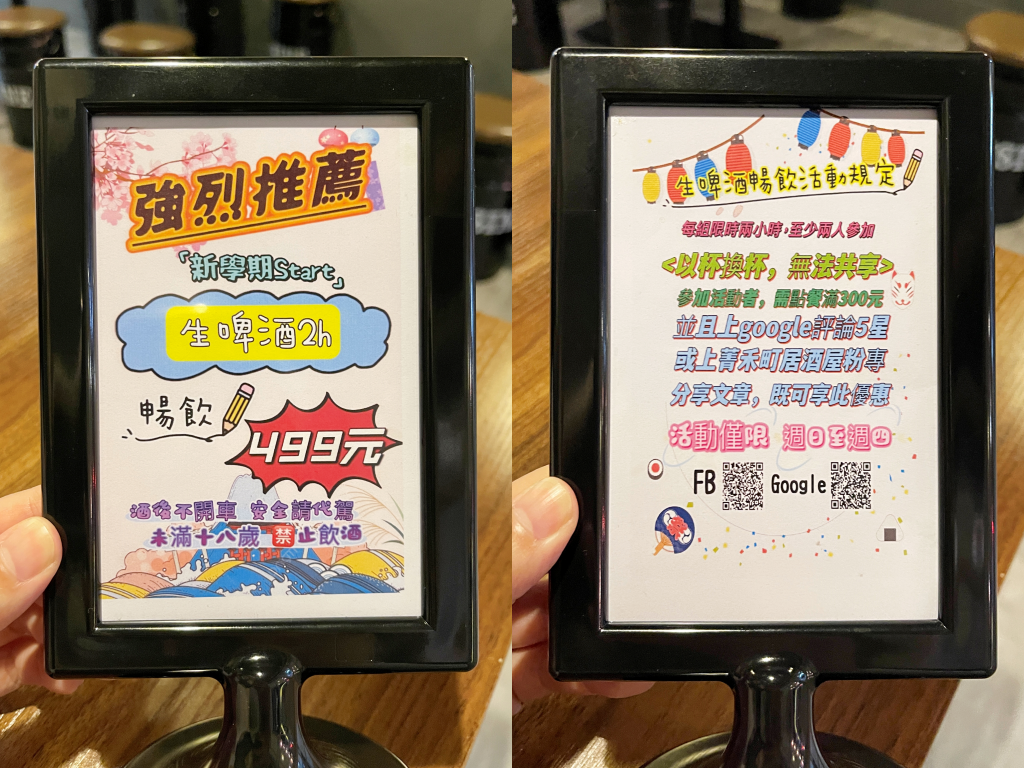 強烈推薦
「新學期Start」
生啤酒2h
暢飲
499元
酒後不開車 安全請代駕
未滿十八歲 禁止飲酒
生啤酒暢飲活動規定
每組限時兩小時，至少兩人參加
<以杯換杯，無法共享>
參加活動者，需點餐滿300元
並且上google評論5星
或上菁禾町居酒屋粉專
分享文章，既可享此優惠
活動僅限 週日至週四
FB Google